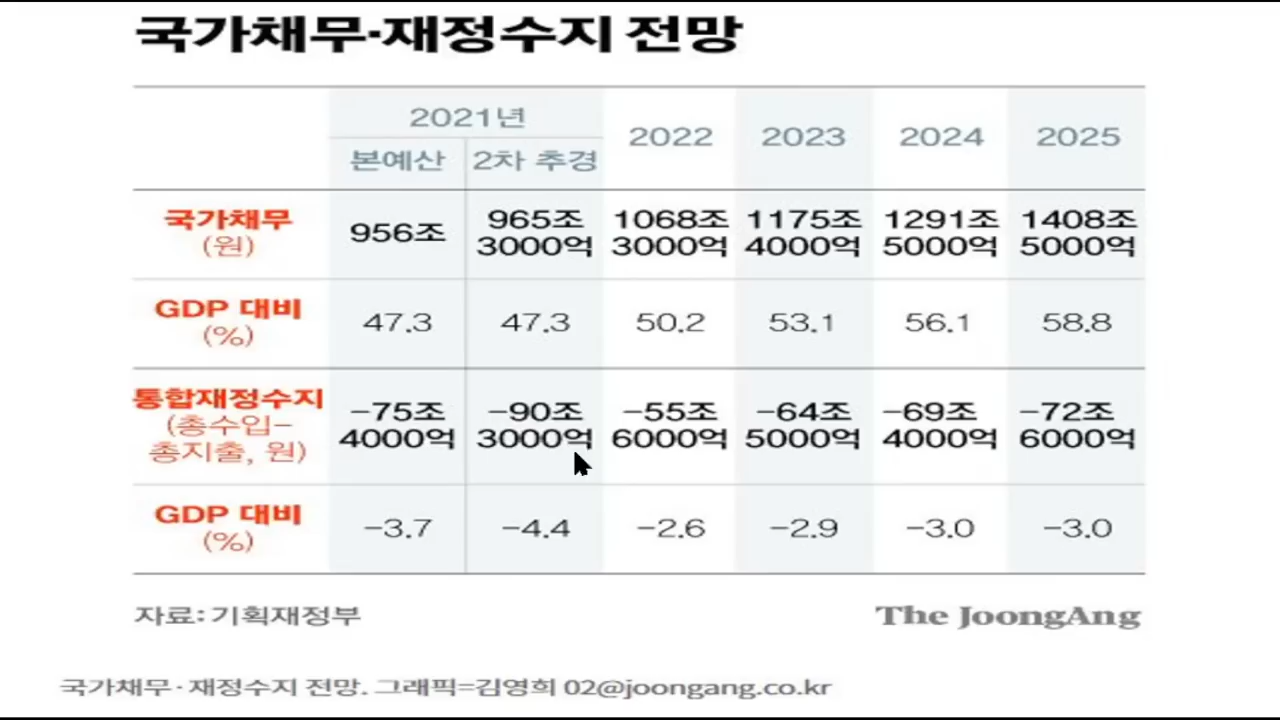 국가채무·재정수지 전망
2021년
본예산 2차 추경 2022 2023 2024 2025
국가채무 (원) 956조 965조 3000억 1068조 3000억 1175조 4000억 1291조 5000억 1408조 5000억
GDP 대비 (%) 47.3 47.3 50.2 53.1 56.1 58.8
통합재정수지 (총수입-총지출, 원) -75조 4000억 -90조 3000억 -55조 6000억 -64조 5000억 -69조 4000억 -72조 6000억
GDP 대비 (%) -3.7 -4.4 -2.6 -2.9 -3.0 -3.0
자료: 기획재정부 The JoongAng
국가채무·재정수지 전망. 그래픽=김영희 02@joongang.co.kr